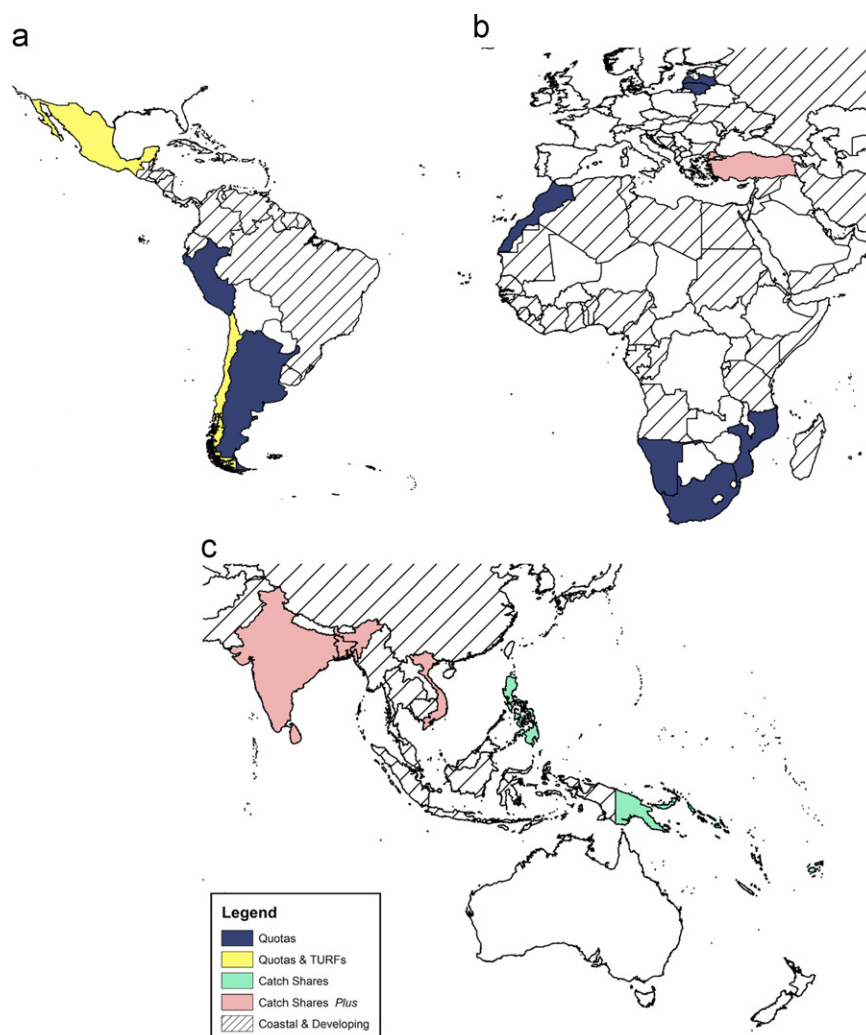 a
b
c
Legend
Quotas
Quotas & TURFs
Catch Shares
Catch Shares Plus
Coastal & Developing